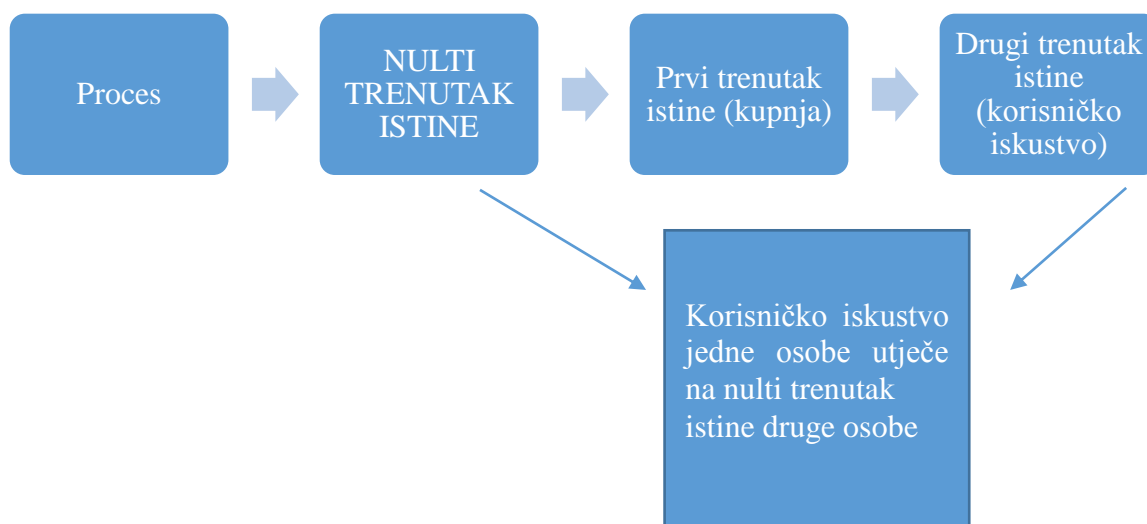 Proces
NULTI
TRENUTAK
ISTINE
Prvi trenutak
istine (kupnja)
Drugi trenutak
istine
(korisničko
iskustvo)
Korisničko iskustvo
jedne osobe utječe
na nulti trenutak
istine druge osobe